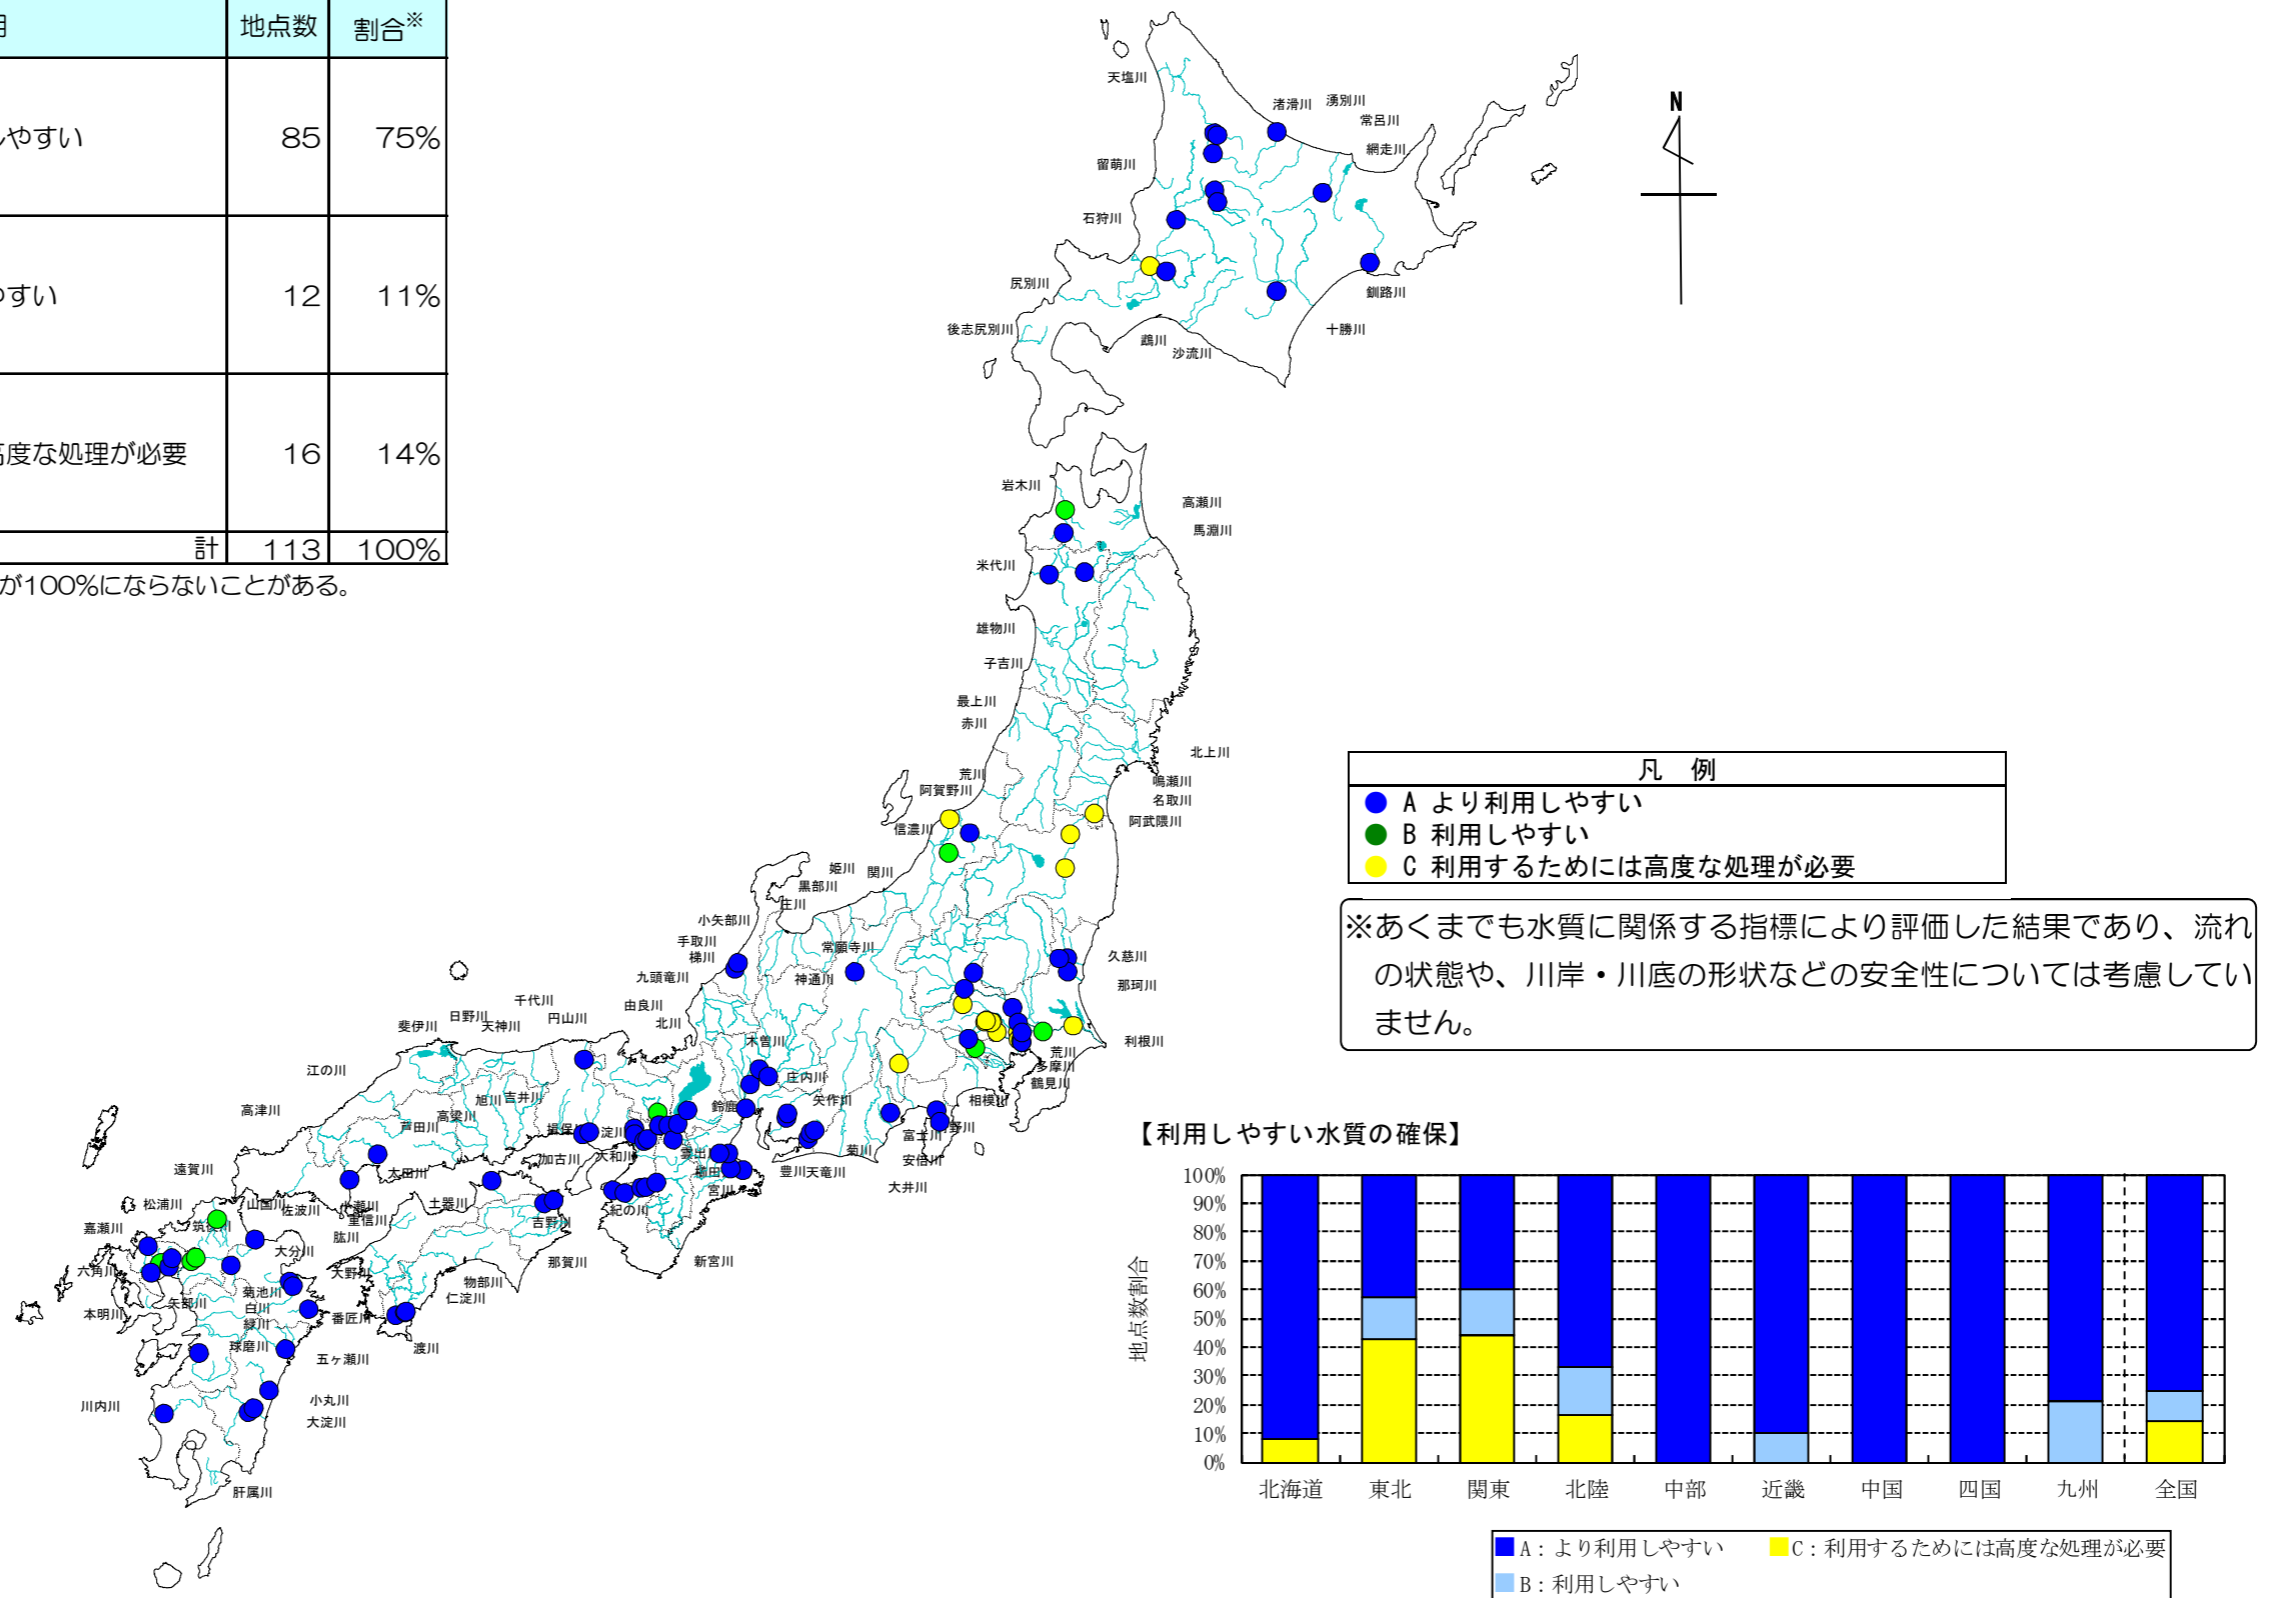 地点数 割合※
しやすい 85 75%
やすい 12 11%
高度な処理が必要 16 14%
計 113 100%
が100%にならないことがある。
天塩川
渚滑川
湧別川
常呂川
網走川
留萌川
石狩川
尻別川
後志尻別川
釧路川
十勝川
鵡川
沙流川
N
岩木川
高瀬川
馬淵川
米代川
雄物川
子吉川
最上川
赤川
北上川
鳴瀬川
名取川
阿武隈川
荒川
阿賀野川
信濃川
姫川
関川
黒部川
庄川
小矢部川
手取川
梯川
常願寺川
神通川
九頭竜川
久慈川
那珂川
利根川
荒川
多摩川
鶴見川
相模川
由良川
北川
千代川
円山川
日野川
天神川
斐伊川
江の川
高津川
木曽川
庄内川
矢作川
鈴鹿
富士川
安倍川
菊川
大井川
豊川
天竜川
旭川
吉井川
高梁川
芦田川
揖保川
淀川
加古川
大和川
宮川
紀の川
新宮川
太田川
遠賀川
松浦川
山国川
佐波川
重信川
土器川
吉野川
嘉瀬川
肱川
大分川
那賀川
物部川
仁淀川
六角川
大野川
菊池川
白川
矢部川
本明川
緑川
番匠川
渡川
球磨川
五ヶ瀬川
川内川
小丸川
大淀川
肝属川
凡 例
A より利用しやすい
B 利用しやすい
C 利用するためには高度な処理が必要
※あくまでも水質に関係する指標により評価した結果であり、流れ
の状態や、川岸・川底の形状などの安全性については考慮してい
ません。
【利用しやすい水質の確保】
地点数割合
100%
90%
80%
70%
60%
50%
40%
30%
20%
10%
0%
北海道 東北 関東 北陸 中部 近畿 中国 四国 九州 全国
A：より利用しやすい C：利用するためには高度な処理が必要
B：利用しやすい